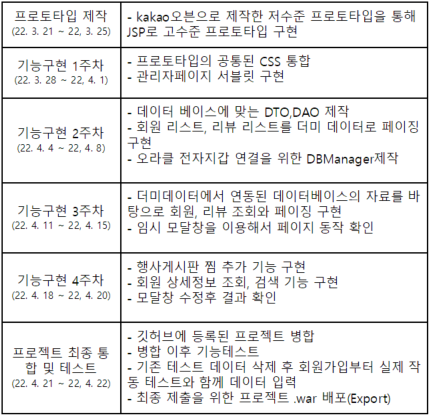 프로토타입 제작
(22. 3. 21 ~ 22, 3. 25)
- kakao오븐으로 제작한 저수준 프로토타입을 통해
JSP로 고수준 프로토타입 구현
기능구현 1주차
(22. 3. 28 ~ 22, 4. 1)
- 프로토타입의 공통된 CSS 통합
- 관리자페이지 서블릿 구현
기능구현 2주차
(22. 4. 4 ~ 22, 4. 8)
- 데이터 베이스에 맞는 DTO,DAO 제작
- 회원 리스트, 리뷰 리스트를 더미 데이터로 페이징
구현
- 오라클 전자지갑 연결을 위한 DBManager제작
기능구현 3주차
(22. 4. 11 ~ 22, 4. 15)
- 더미데이터에서 연동된 데이터베이스의 자료를 바
탕으로 회원, 리뷰 조회와 페이징 구현
- 임시 모달창을 이용해서 페이지 동작 확인
기능구현 4주차
(22. 4. 18 ~ 22, 4. 20)
- 행사게시판 찜 추가 기능 구현
- 회원 상세정보 조회, 검색 기능 구현
- 모달창 수정후 결과 확인
프로젝트 최종 통
합 및 테스트
(22. 4. 21 ~ 22, 4. 22)
- 깃허브에 등록된 프로젝트 병합
- 병합 이후 기능테스트
- 기존 테스트 데이터 삭제 후 회원가입부터 실제 작
동 테스트와 함께 데이터 입력
- 최종 제출을 위한 프로젝트 .war 배포(Export)